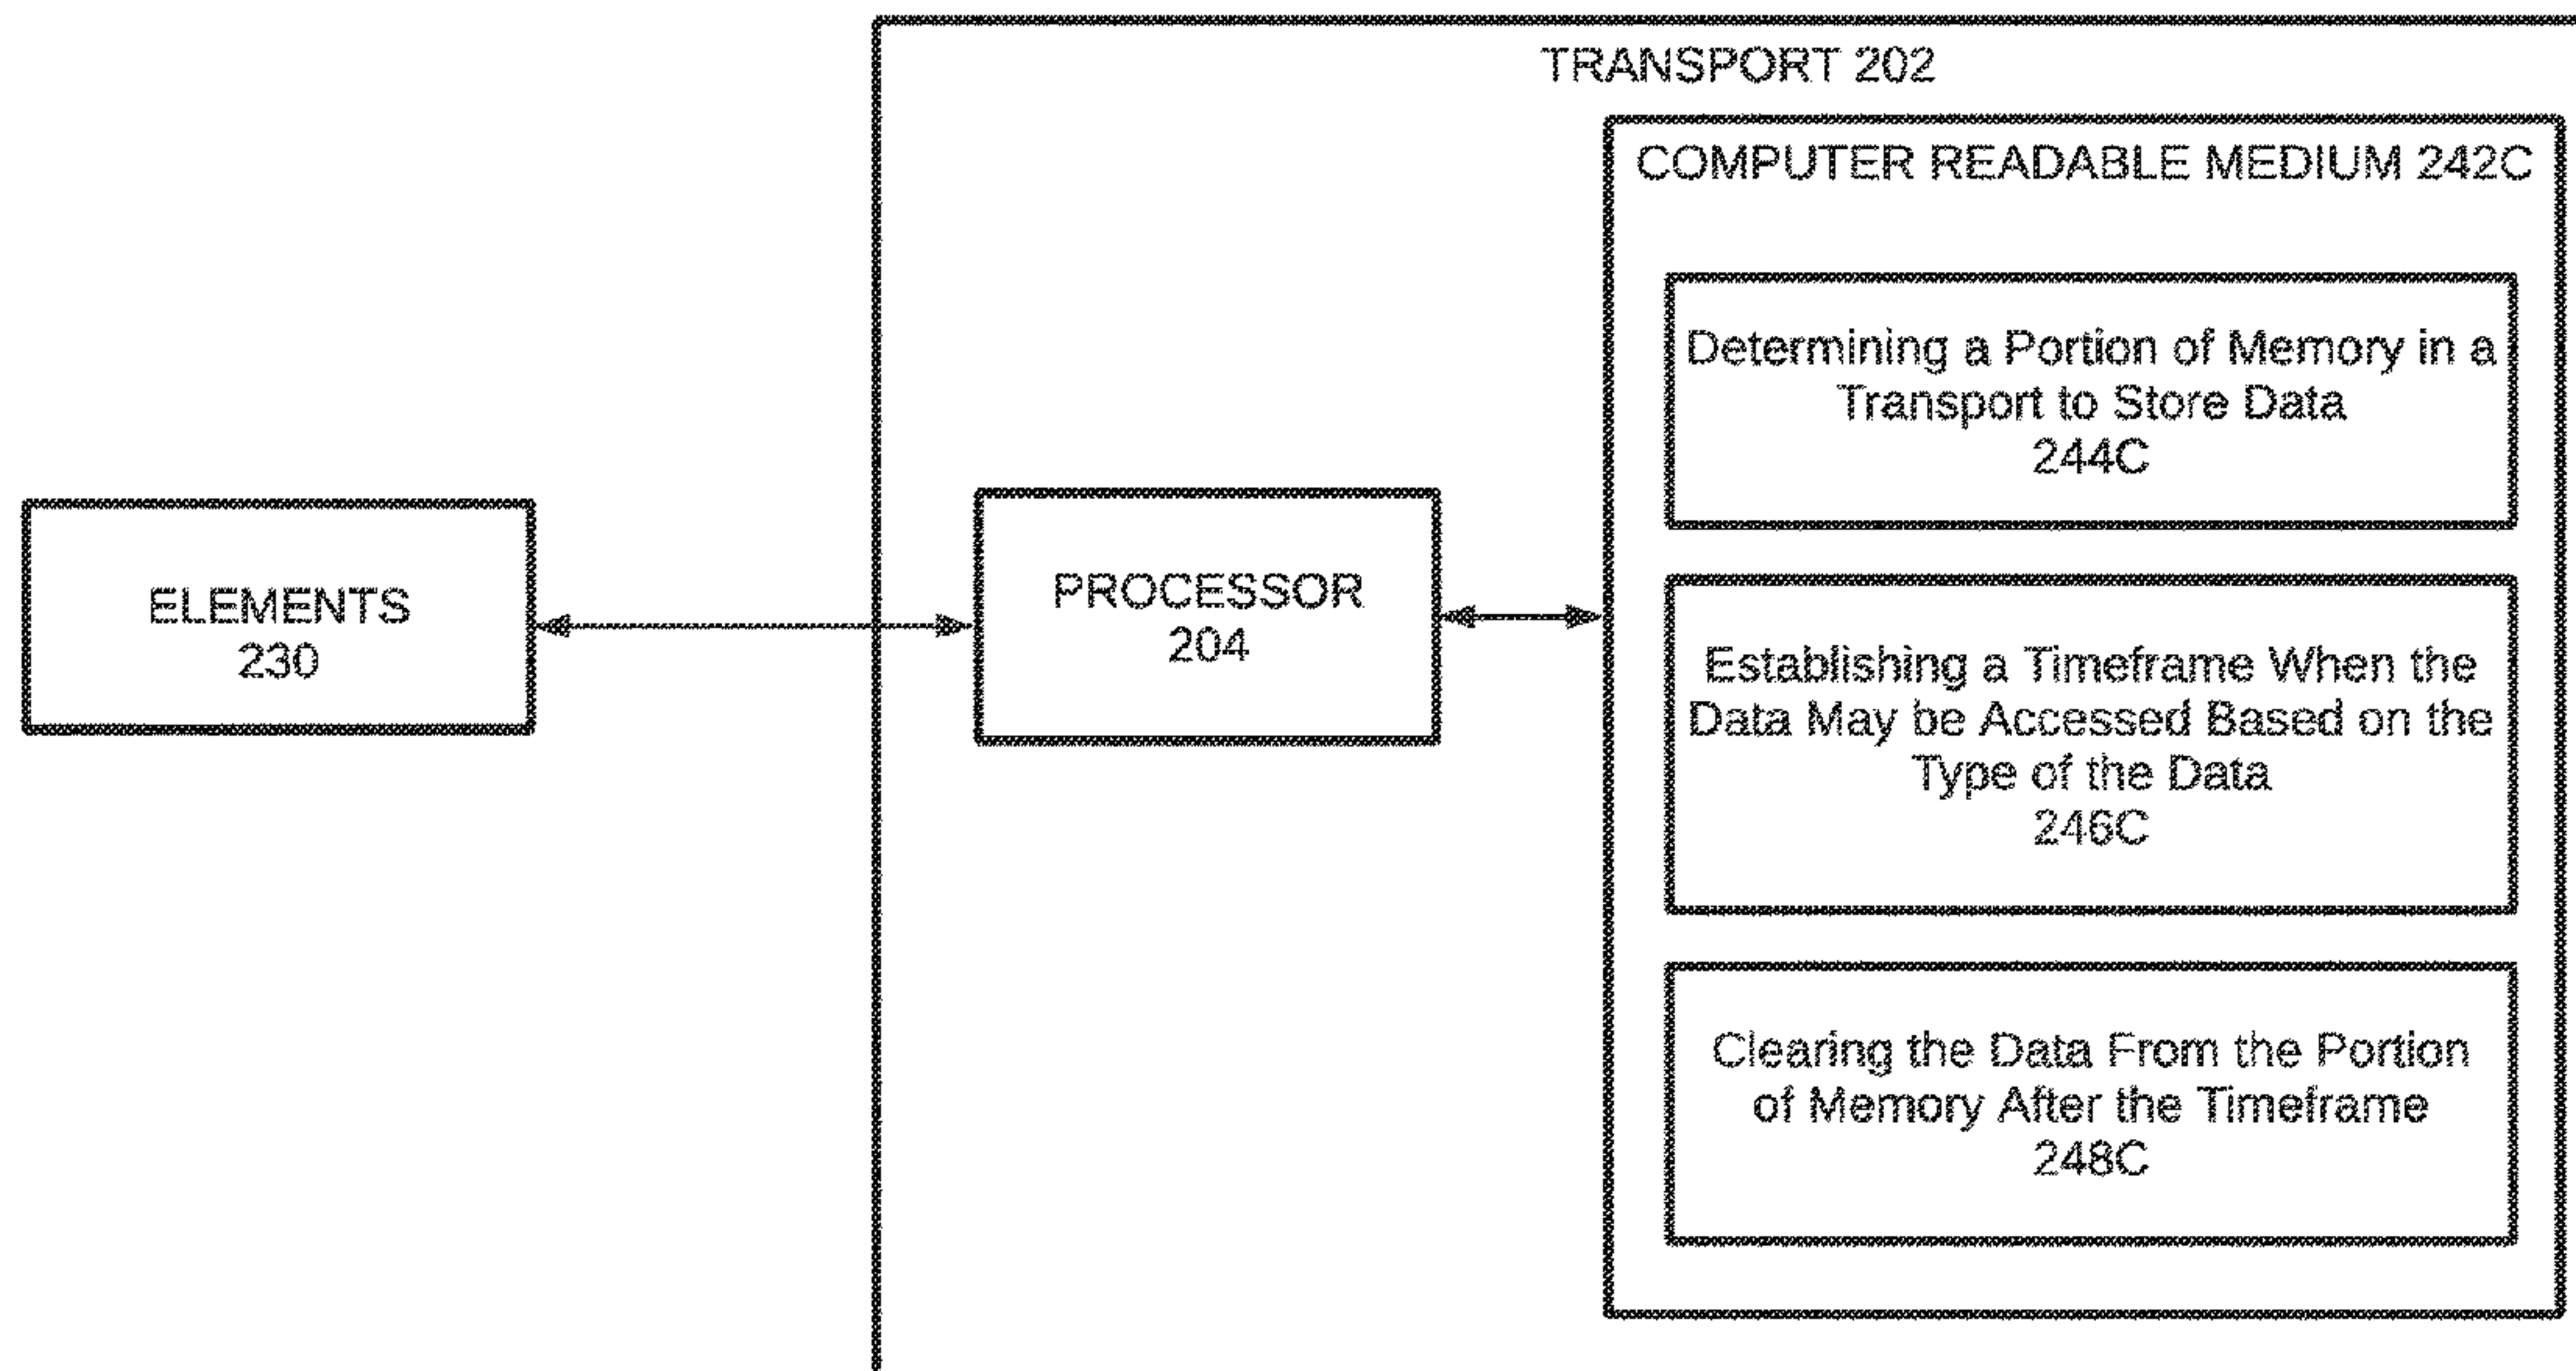 TRANSPORT 202
COMPUTER READABLE MEDIUM 242C
Determining a Portion of Memory in a
Transport to Store Data
244C
ELEMENTS
230
PROCESSOR
204
Establishing a Timeframe When the
Data May be Accessed Based on the
Type of the Data
246C
Clearing the Data From the Portion
of Memory After the Timeframe
248C